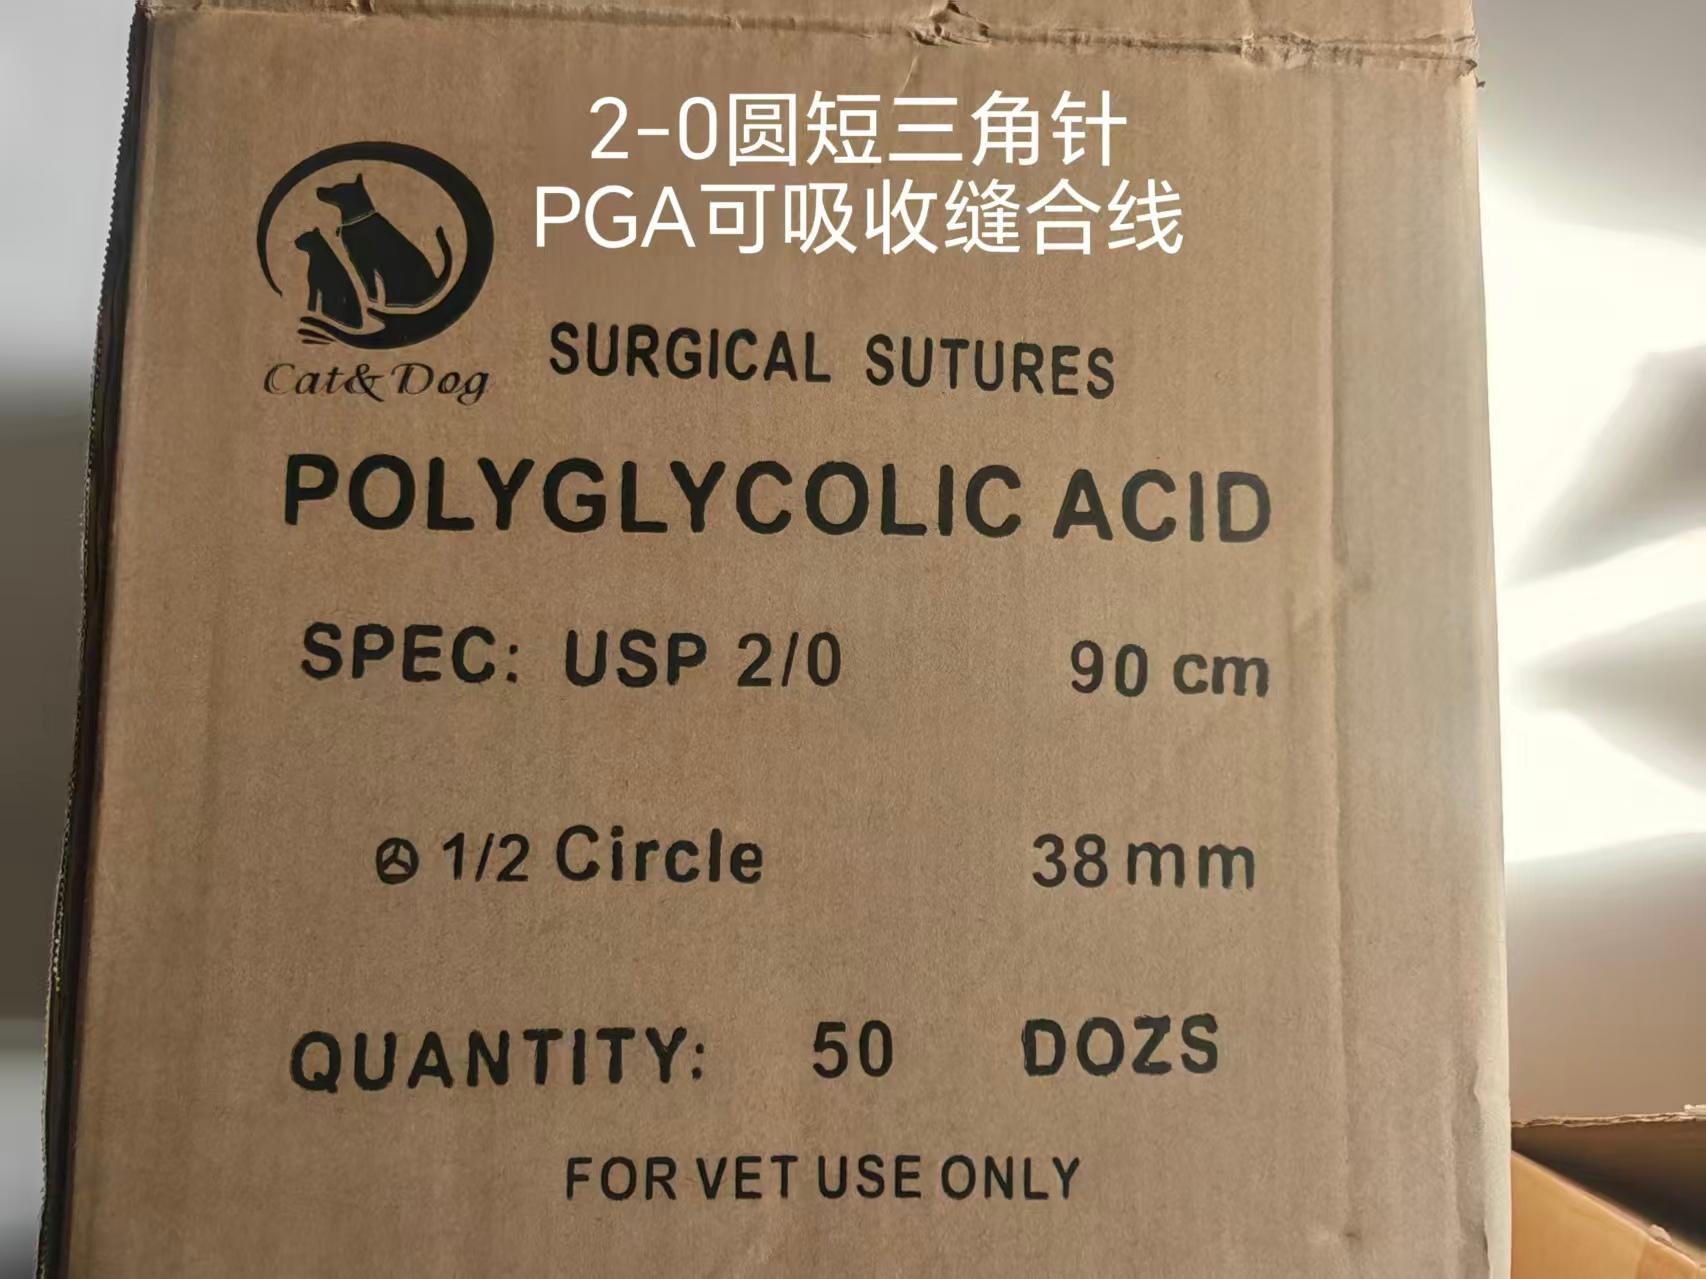 2-0圆短三角针
PGA可吸收缝合线
Cat& Dog
SURGICAL SUTURES
POLYGLYCOLIC ACID
SPEC: USP 2/0 90 cm
1/2 Circle 38mm
QUANTITY: 50 DOZS
FOR VET USE ONLY